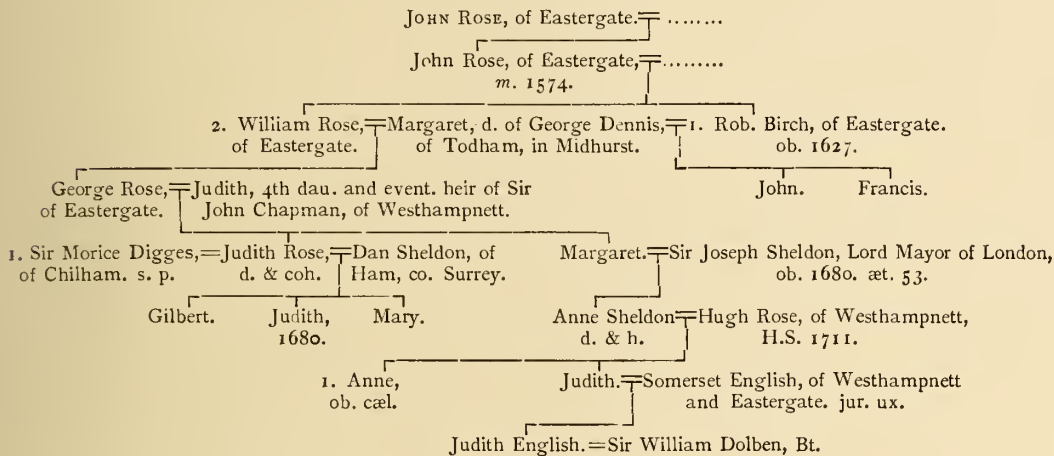 JOHN ROSE, of Eastergate.=........
John Rose, of Eastergate,=.........
m. 1574.
2. William Rose,=Margaret, d. of George Dennis,=1. Rob. Birch, of Eastergate.
of Eastergate. of Todham, in Midhurst. ob. 1627.
George Rose,=Judith, 4th dau. and event. heir of Sir John. Francis.
of Eastergate. John Chapman, of Westhampnett.
1. Sir Morice Digges,=Judith Rose,=Dan Sheldon, of Margaret.=Sir Joseph Sheldon, Lord Mayor of London,
of Chilham. s. p. d. & coh. Ham, co. Surrey. ob. 1680. æt. 53.
Gilbert. Judith, Mary. Anne Sheldon=Hugh Rose, of Westhampnett,
1680. d. & h. H.S. 1711.
1. Anne, Judith.=Somerset English, of Westhampnett
ob. cæl. and Eastergate. jur. ux.
Judith English.=Sir William Dolben, Bt.